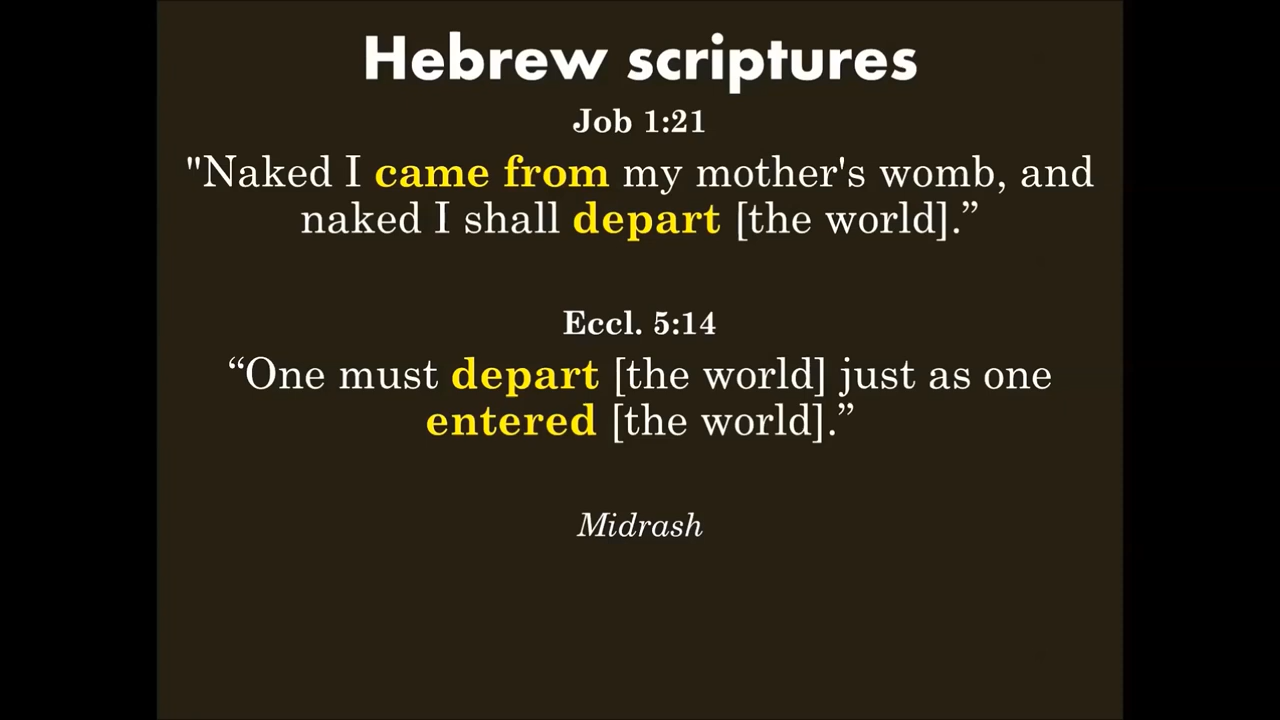 Hebrew scriptures
Job 1:21
"Naked I came from my mother's womb, and
naked I shall depart [the world].”
Eccl. 5:14
“One must depart [the world] just as one
entered [the world].”
Midrash